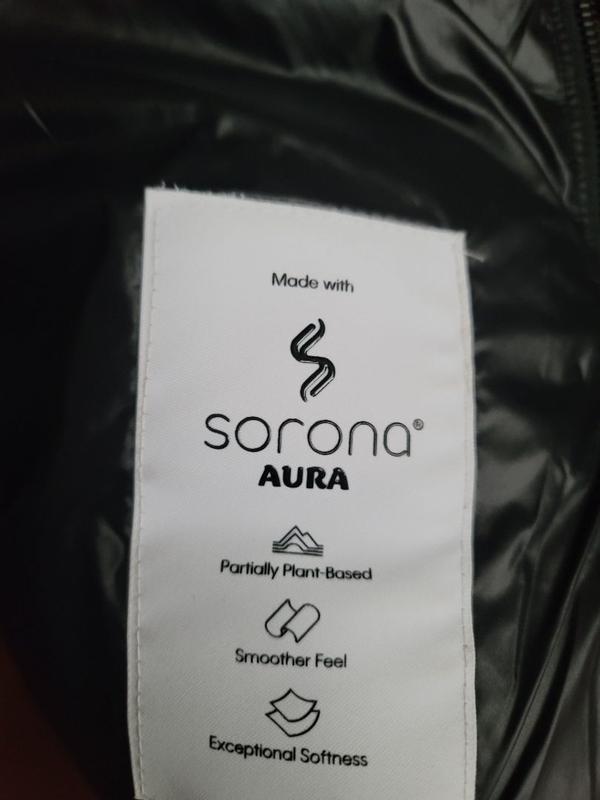 Made with
sorona®
AURA
Partially Plant-Based
Smoother Feel
Exceptional Softness